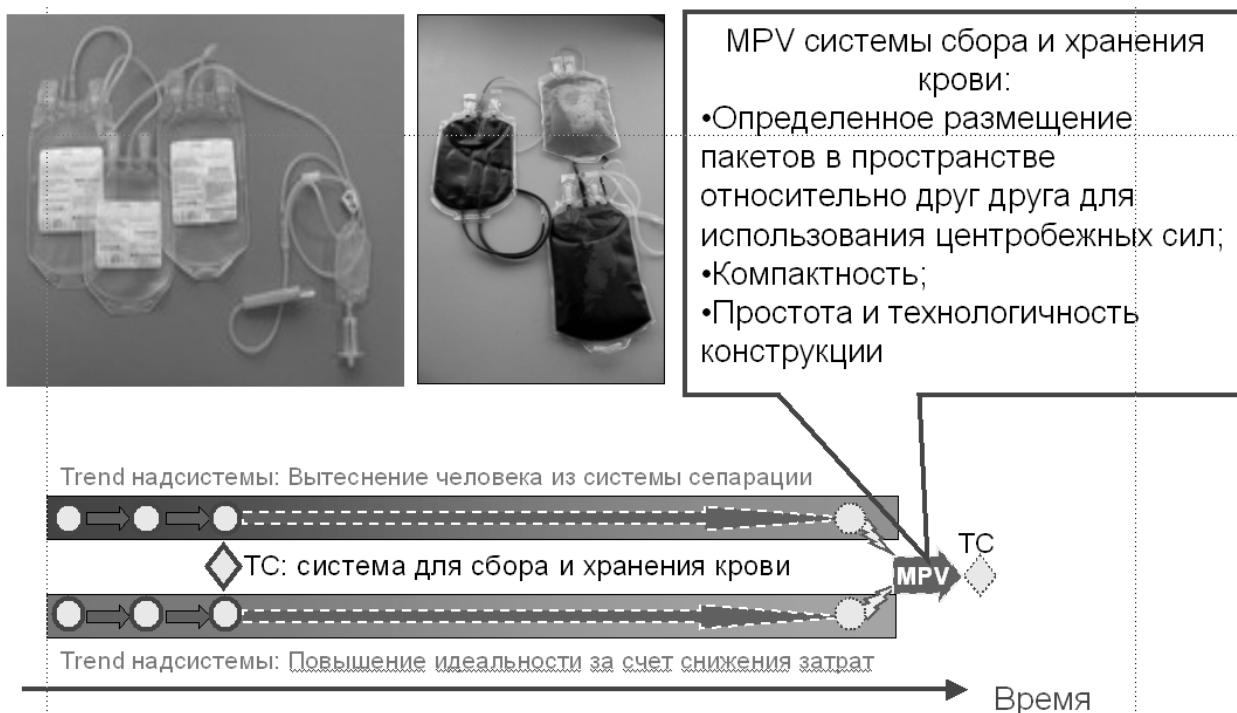 MPV системы сбора и хранения
крови:
•Определенное размещение
пакетов в пространстве
относительно друг друга для
использования центробежных сил;
•Компактность;
•Простота и технологичность
конструкции
Trend надсистемы: Вытеснение человека из системы сепарации
ТС: система для сбора и хранения крови
MPV
ТС
Trend надсистемы: Повышение идеальности за счет снижения затрат
Время